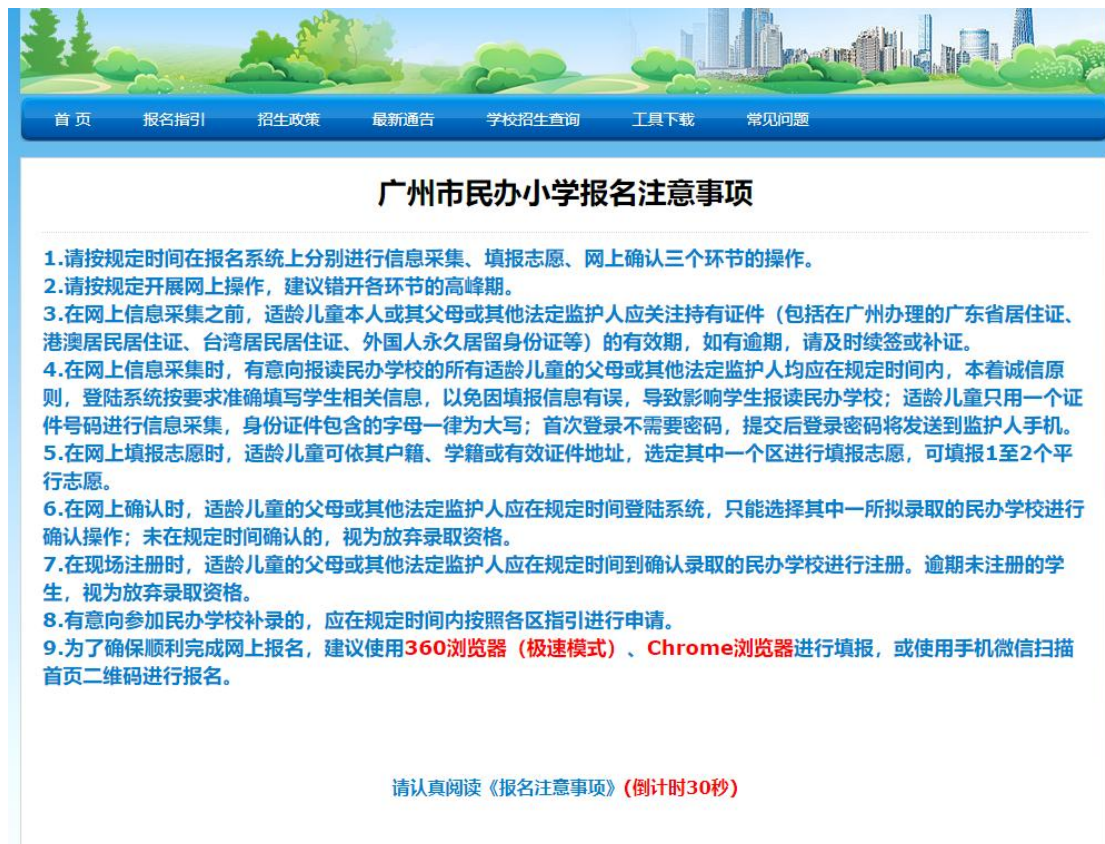 首 页 报名指引 招生政策 最新通告 学校招生查询 工具下载 常见问题
广州市民办小学报名注意事项
1.请按规定时间在报名系统上分别进行信息采集、填报志愿、网上确认三个环节的操作。
2.请按规定开展网上操作，建议错开各环节的高峰期。
3.在网上信息采集之前，适龄儿童本人或其父母或其他法定监护人应关注持有证件（包括在广州办理的广东省居住证、
港澳居民居住证、台湾居民居住证、外国人永久居留身份证等）的有效期，如有逾期，请及时续签或补证。
4.在网上信息采集时，有意向报读民办学校的所有适龄儿童的父母或其他法定监护人均应在规定时间内，本着诚信原
则，登陆系统按要求准确填写学生相关信息，以免因填报信息有误，导致影响学生报读民办学校；适龄儿童只用一个证
件号码进行信息采集，身份证件包含的字母一律为大写；首次登录不需要密码，提交后登录密码将发送到监护人手机。
5.在网上填报志愿时，适龄儿童可依其户籍、学籍或有效证件地址，选定其中一个区进行填报志愿，可填报1至2个平
行志愿。
6.在网上确认时，适龄儿童的父母或其他法定监护人应在规定时间登陆系统，只能选择其中一所拟录取的民办学校进行
确认操作；未在规定时间确认的，视为放弃录取资格。
7.在现场注册时，适龄儿童的父母或其他法定监护人应在规定时间到确认录取的民办学校进行注册。逾期未注册的学
生，视为放弃录取资格。
8.有意向参加民办学校补录的，应在规定时间内按照各区指引进行申请。
9.为了确保顺利完成网上报名，建议使用360浏览器（极速模式）、Chrome浏览器进行填报，或使用手机微信扫描
首页二维码进行报名。
请认真阅读《报名注意事项》(倒计时30秒)